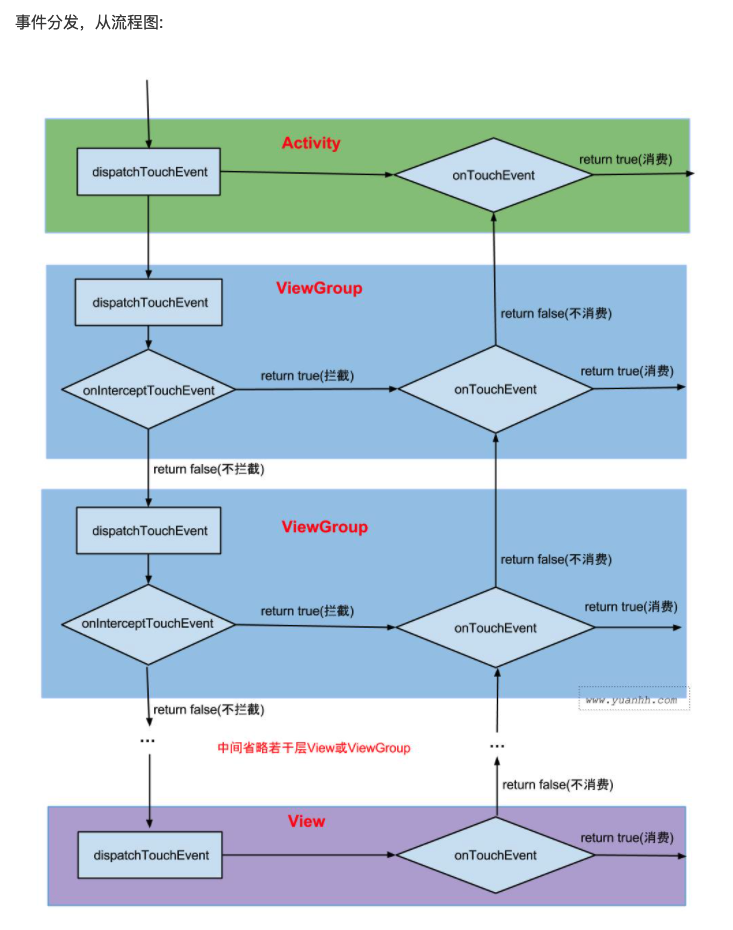 事件分发，从流程图:
Activity
dispatchTouchEvent
onTouchEvent
return true(消费)
ViewGroup
dispatchTouchEvent
return false(不消费)
onInterceptTouchEvent
return true(拦截)
onTouchEvent
return true(消费)
return false(不拦截)
ViewGroup
dispatchTouchEvent
return false(不消费)
onInterceptTouchEvent
return true(拦截)
onTouchEvent
return true(消费)
www.yuanhh.com
return false(不拦截)
...
中间省略若干层View或ViewGroup
...
return false(不消费)
View
dispatchTouchEvent
onTouchEvent
return true(消费)